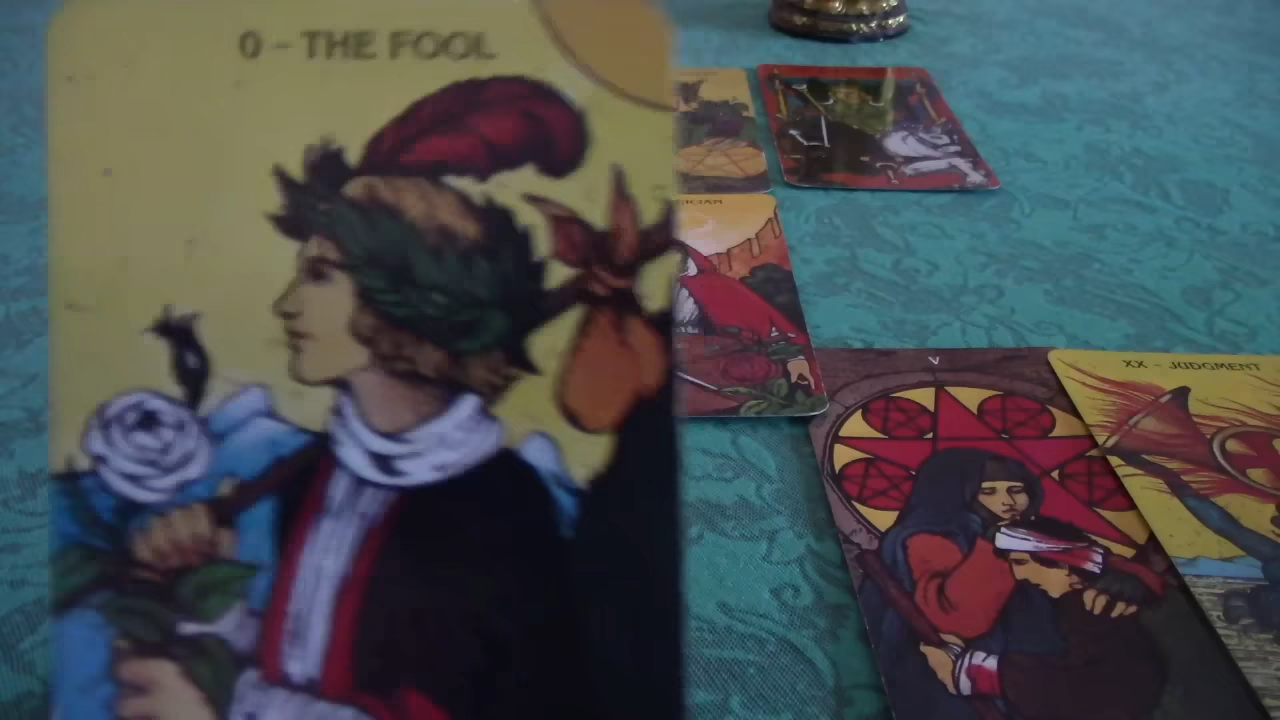 0 - THE FOOL
V
XX - JUDGMENT